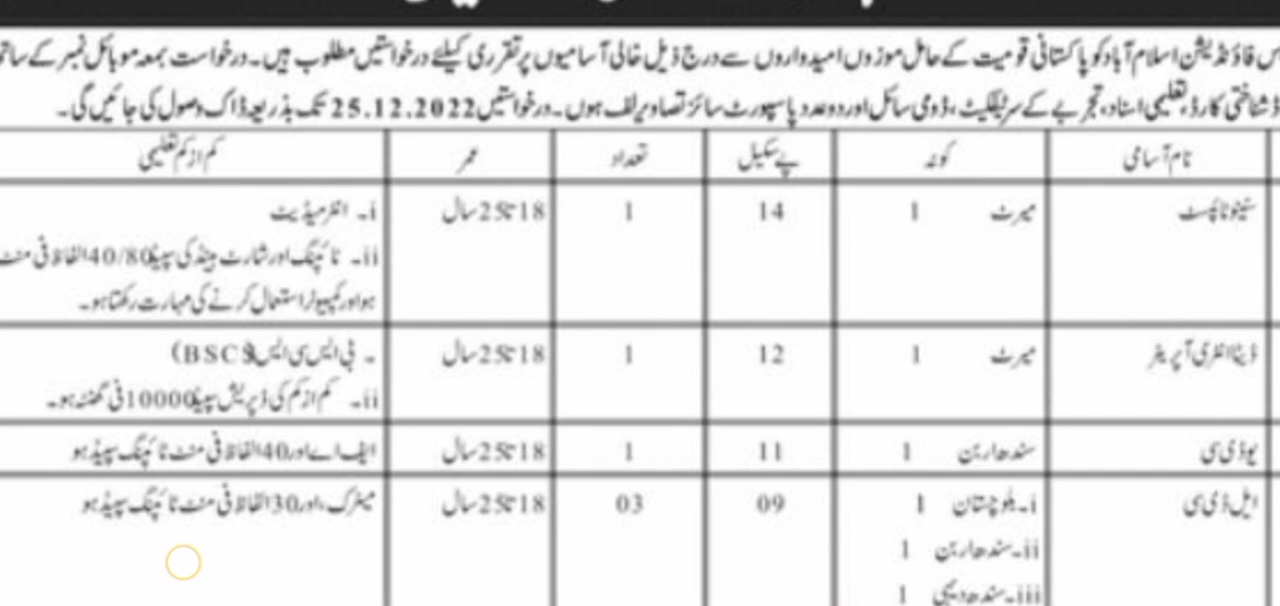 فاؤنڈیشن اسلام آباد کو پاکستانی قومیت کے حامل موزوں امیدواروں سے درج ذیل خالی آسامیوں پر تقرری کیلئے درخواستیں مطلوب ہیں۔ درخواست بمعہ موبائل نمبر کے ساتھ
شناختی کارڈ، تعلیمی اسناد، تجربے کے سرٹیفکیٹ، ڈومی سائل اور دو عدد پاسپورٹ سائز تصاویر لف ہوں۔ درخواستیں 25.12.2022 تک بذریعہ ڈاک وصول کی جائیں گی۔
نام آسامی کوٹہ پے سکیل تعداد عمر کم از کم تعلیمی
سٹینوٹائپسٹ میرٹ 1 14 1 18 تا 25 سال i۔ انٹرمیڈیٹ
ii۔ ٹائپنگ اور شارٹ ہینڈ کی سپیڈ 40/80 الفاظ فی منٹ
ہو اور کمپیوٹر استعمال کرنے کی مہارت رکھتا ہو۔
ڈیٹا انٹری آپریٹر میرٹ 1 12 1 18 تا 25 سال ۔ بی ایس سی ایس (BSCS)
ii۔ کم از کم کی ڈپریشن سپیڈ 10000 فی گھنٹہ ہو۔
یو ڈی سی سندھ اربن 1 11 1 18 تا 25 سال ایف اے اور 40 الفاظ فی منٹ ٹائپنگ سپیڈ ہو
ایل ڈی سی i۔ بلوچستان 1 09 03 18 تا 25 سال میٹرک، اور 30 الفاظ فی منٹ ٹائپنگ سپیڈ ہو
ii۔ سندھ اربن 1
iii۔ سندھ دیہی 1